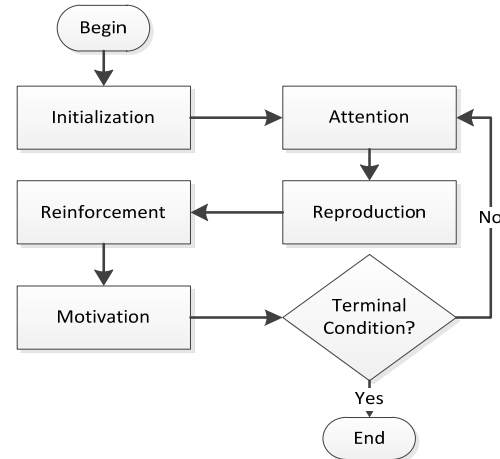 Begin
Initialization
Attention
Reinforcement
Reproduction
No
Motivation
Terminal
Condition?
Yes
End